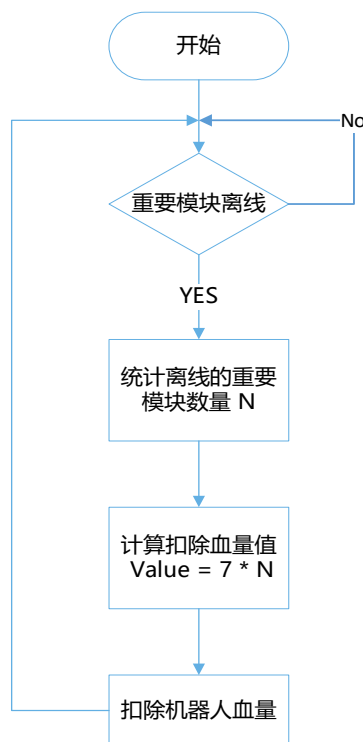 开始
No
重要模块离线
YES
统计离线的重要
模块数量 N
计算扣除血量值
Value = 7 * N
扣除机器人血量